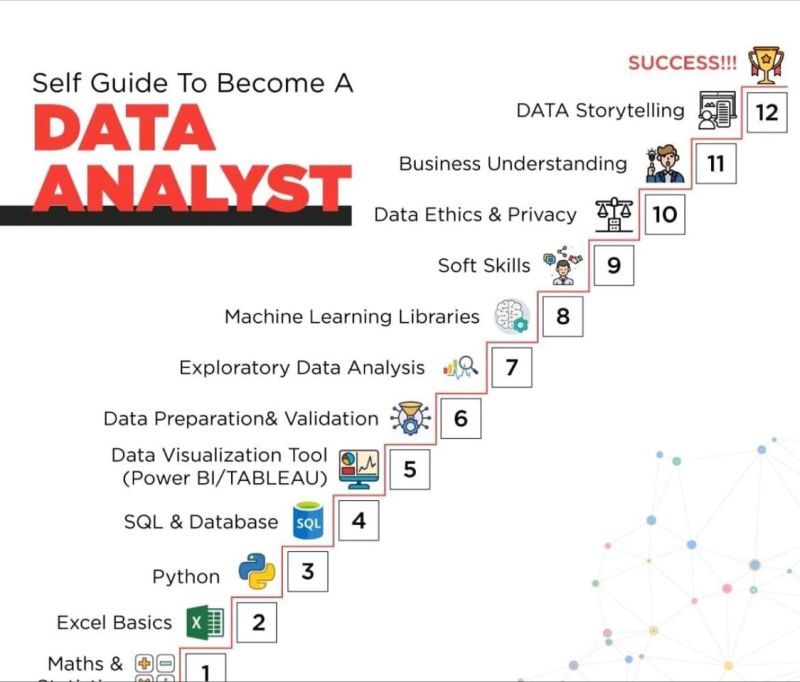 Self Guide To Become A
DATA
ANALYST
SUCCESS!!!
DATA Storytelling
12
Business Understanding
11
Data Ethics & Privacy
10
Soft Skills
9
Machine Learning Libraries
8
Exploratory Data Analysis
7
Data Preparation& Validation
6
Data Visualization Tool
(Power BI/TABLEAU)
5
SQL & Database
SQL
4
Python
3
Excel Basics
X
2
Maths &
1